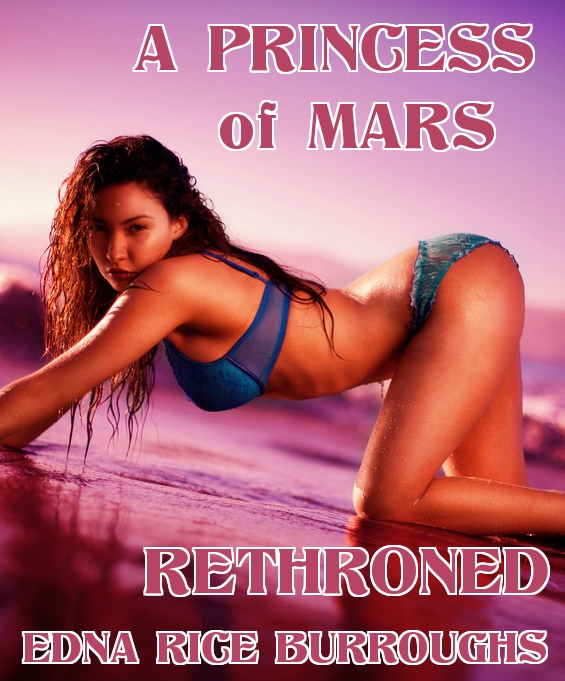 A PRINCESS
of MARS
RETHRONED
EDNA RICE BURROUGHS